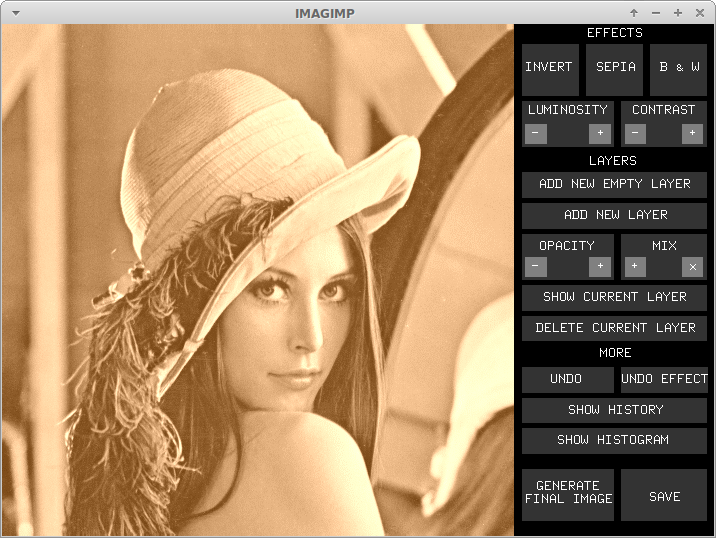 IMAGIMP
EFFECTS
INVERT SEPIA B & W
LUMINOSITY CONTRAST
- + - +
LAYERS
ADD NEW EMPTY LAYER
ADD NEW LAYER
OPACITY MIX
- + + x
SHOW CURRENT LAYER
DELETE CURRENT LAYER
MORE
UNDO UNDO EFFECT
SHOW HISTORY
SHOW HISTOGRAM
GENERATE
FINAL IMAGE
SAVE